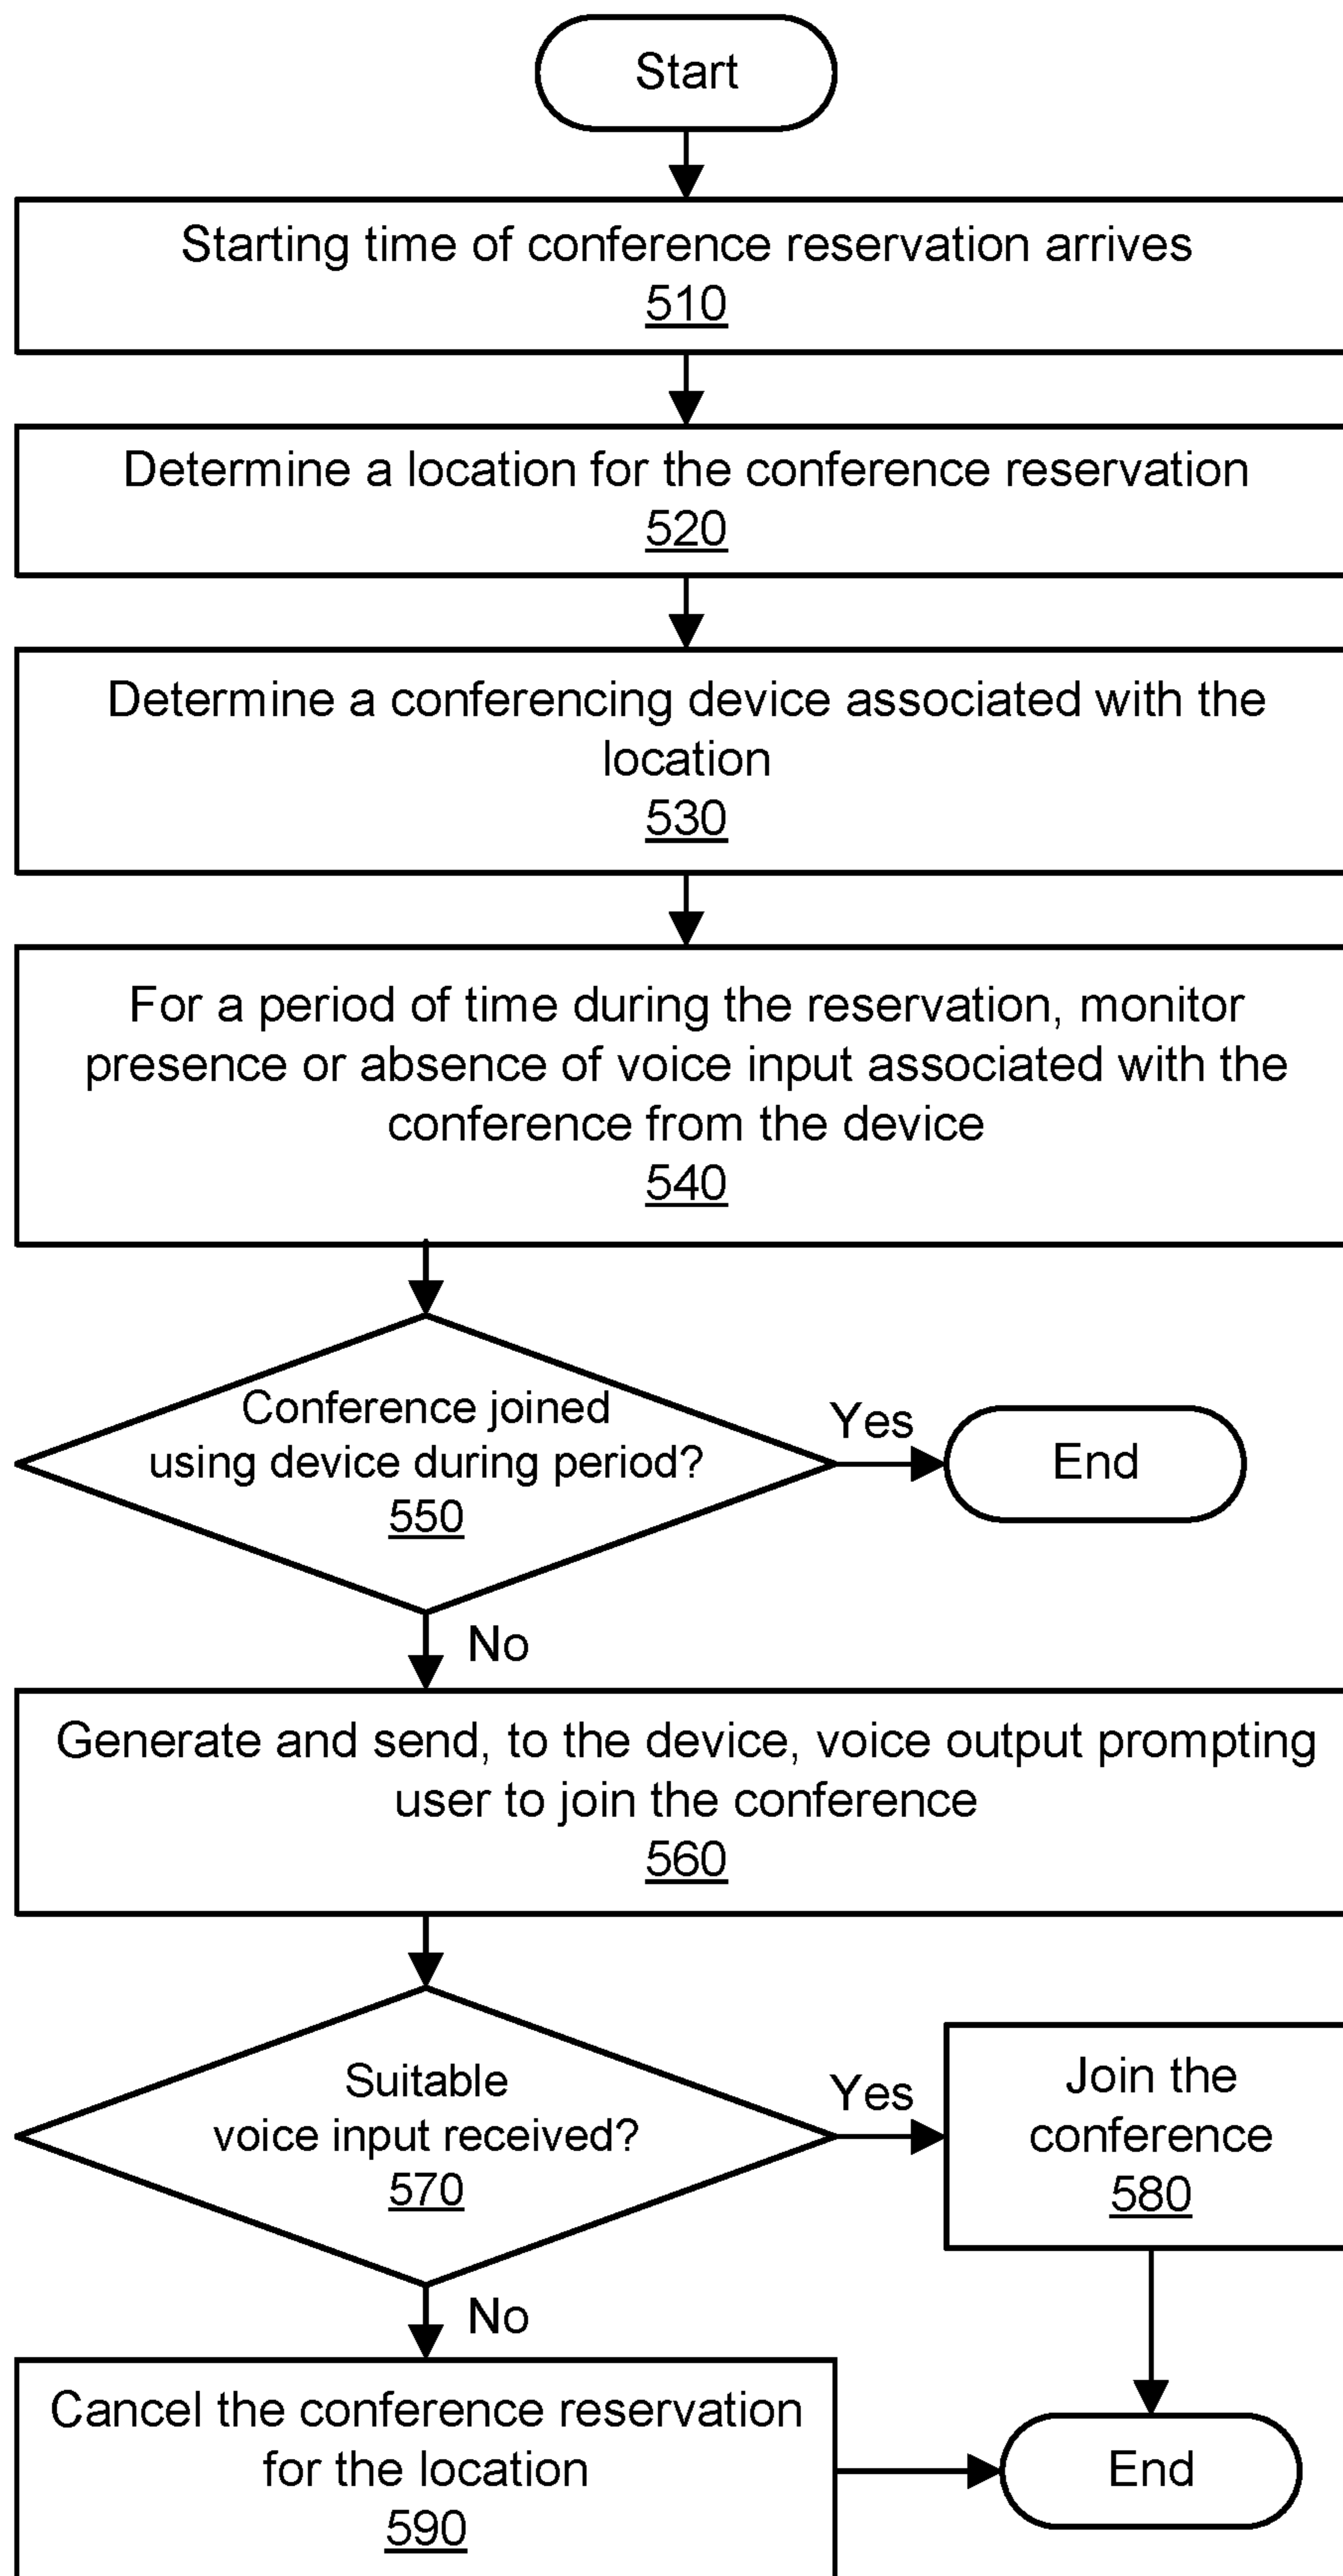 Start
Starting time of conference reservation arrives
510
Determine a location for the conference reservation
520
Determine a conferencing device associated with the
location
530
For a period of time during the reservation, monitor
presence or absence of voice input associated with the
conference from the device
540
Conference joined
using device during period?
550
Yes
End
No
Generate and send, to the device, voice output prompting
user to join the conference
560
Suitable
voice input received?
570
Yes
Join the
conference
580
No
Cancel the conference reservation
for the location
590
End